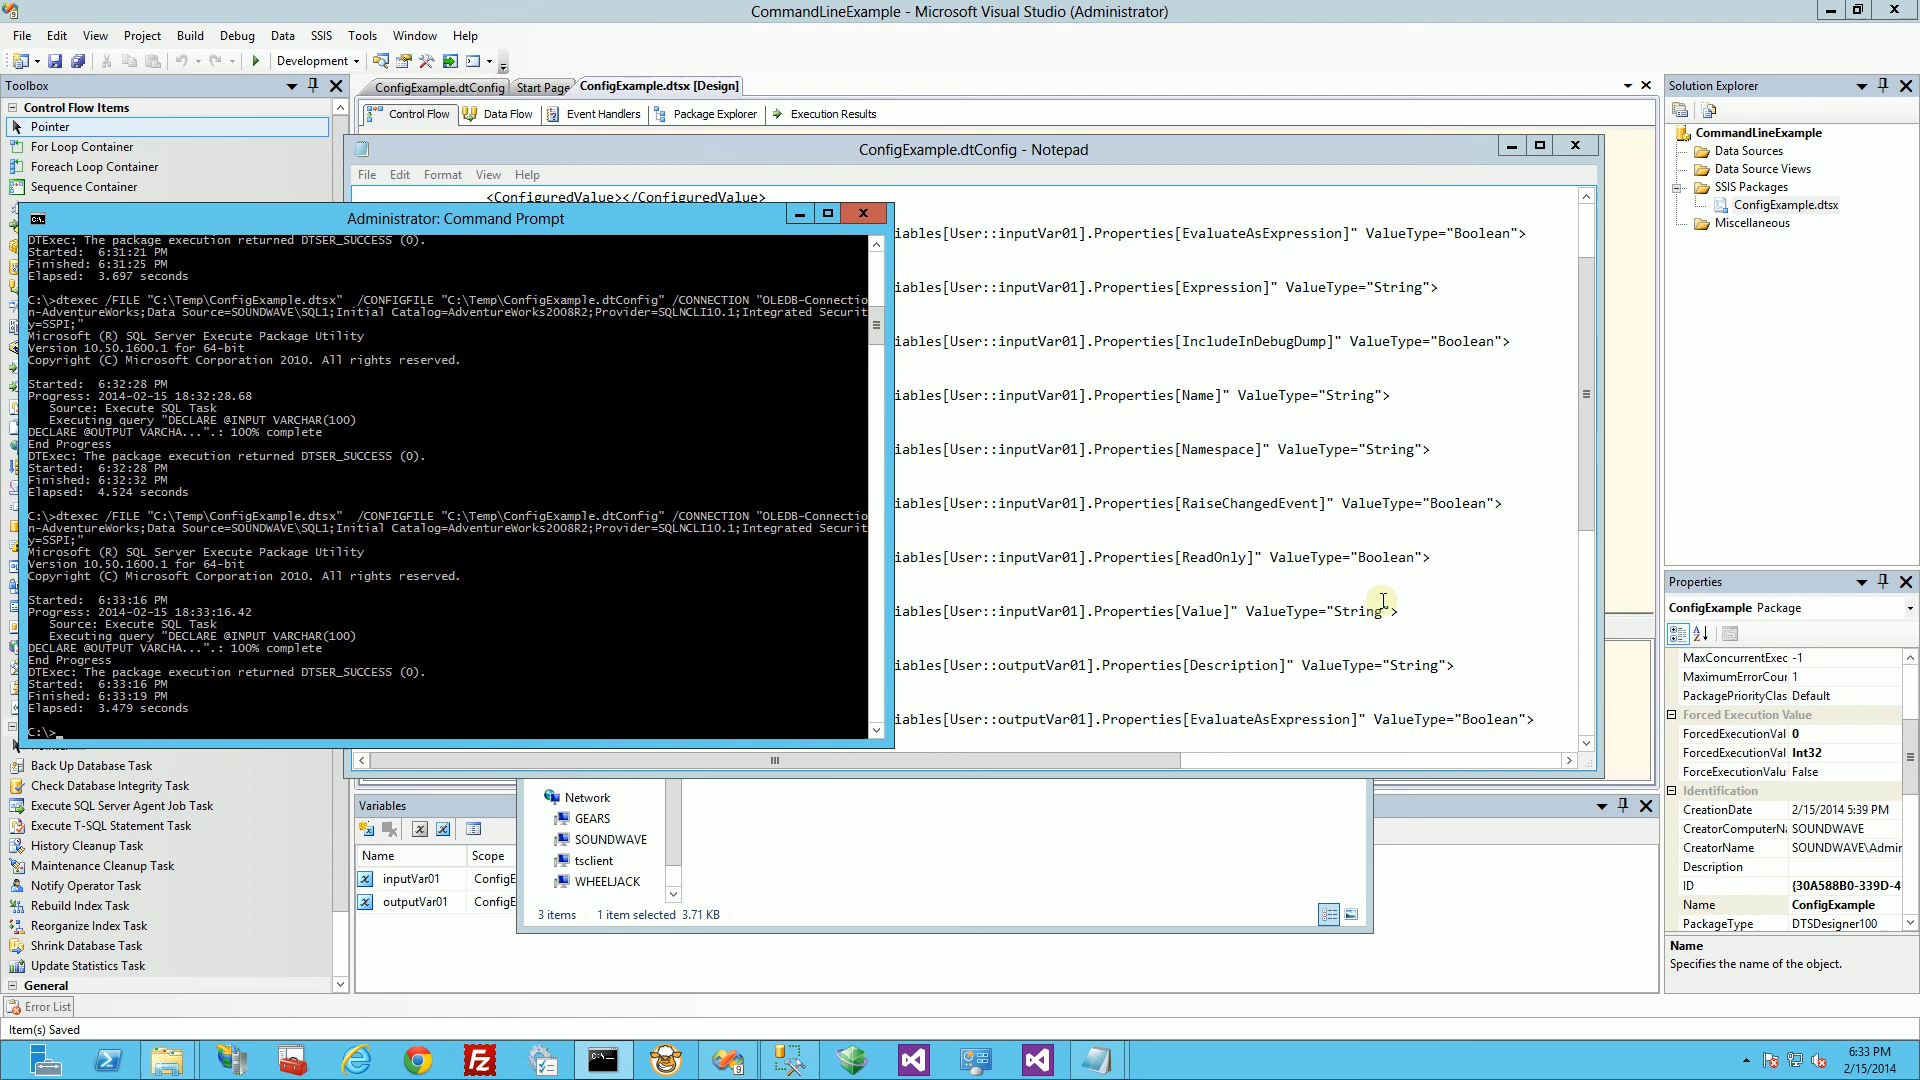 CommandLineExample - Microsoft Visual Studio (Administrator)
File Edit View Project Build Debug Data SSIS Tools Window Help
Development
Toolbox
Control Flow Items
Pointer
For Loop Container
Foreach Loop Container
Sequence Container
ConfigExample.dtConfig Start Page ConfigExample.dtsx [Design]
Control Flow Data Flow Event Handlers Package Explorer Execution Results
ConfigExample.dtConfig - Notepad
File Edit Format View Help
<ConfiguredValue></ConfiguredValue>
iables[User::inputVar01].Properties[EvaluateAsExpression]" ValueType="Boolean">
iables[User::inputVar01].Properties[Expression]" ValueType="String">
iables[User::inputVar01].Properties[IncludeInDebugDump]" ValueType="Boolean">
iables[User::inputVar01].Properties[Name]" ValueType="String">
iables[User::inputVar01].Properties[Namespace]" ValueType="String">
iables[User::inputVar01].Properties[RaiseChangedEvent]" ValueType="Boolean">
iables[User::inputVar01].Properties[ReadOnly]" ValueType="Boolean">
iables[User::inputVar01].Properties[Value]" ValueType="String">
iables[User::outputVar01].Properties[Description]" ValueType="String">
iables[User::outputVar01].Properties[EvaluateAsExpression]" ValueType="Boolean">
Administrator: Command Prompt
DTExec: The package execution returned DTSER_SUCCESS (0).
Started:  6:31:21 PM
Finished: 6:31:25 PM
Elapsed:  3.697 seconds
C:\>dtexec /FILE "C:\Temp\ConfigExample.dtsx"  /CONFIGFILE "C:\Temp\ConfigExample.dtConfig" /CONNECTION "OLEDB-Connectio
n-AdventureWorks;Data Source=SOUNDWAVE\SQL1;Initial Catalog=AdventureWorks2008R2;Provider=SQLNCLI10.1;Integrated Securit
y=SSPI;"
Microsoft (R) SQL Server Execute Package Utility
Version 10.50.1600.1 for 64-bit
Copyright (C) Microsoft Corporation 2010. All rights reserved.
Started:  6:32:28 PM
Progress: 2014-02-15 18:32:28.68
Source: Execute SQL Task
Executing query "DECLARE @INPUT VARCHAR(100)
DECLARE @OUTPUT VARCHA...".: 100% complete
End Progress
DTExec: The package execution returned DTSER_SUCCESS (0).
Started:  6:32:28 PM
Finished: 6:32:32 PM
Elapsed:  4.524 seconds
C:\>dtexec /FILE "C:\Temp\ConfigExample.dtsx"  /CONFIGFILE "C:\Temp\ConfigExample.dtConfig" /CONNECTION "OLEDB-Connectio
n-AdventureWorks;Data Source=SOUNDWAVE\SQL1;Initial Catalog=AdventureWorks2008R2;Provider=SQLNCLI10.1;Integrated Securit
y=SSPI;"
Microsoft (R) SQL Server Execute Package Utility
Version 10.50.1600.1 for 64-bit
Copyright (C) Microsoft Corporation 2010. All rights reserved.
Started:  6:33:16 PM
Progress: 2014-02-15 18:33:16.42
Source: Execute SQL Task
Executing query "DECLARE @INPUT VARCHAR(100)
DECLARE @OUTPUT VARCHA...".: 100% complete
End Progress
DTExec: The package execution returned DTSER_SUCCESS (0).
Started:  6:33:16 PM
Finished: 6:33:19 PM
Elapsed:  3.479 seconds
C:\>_
Back Up Database Task
Check Database Integrity Task
Execute SQL Server Agent Job Task
Execute T-SQL Statement Task
History Cleanup Task
Maintenance Cleanup Task
Notify Operator Task
Rebuild Index Task
Reorganize Index Task
Shrink Database Task
Update Statistics Task
General
Error List
Item(s) Saved
Variables
Name Scope
inputVar01 ConfigE
outputVar01 ConfigE
Network
GEARS
SOUNDWAVE
tsclient
WHEELJACK
3 items 1 item selected 3.71 KB
Solution Explorer
CommandLineExample
Data Sources
Data Source Views
SSIS Packages
ConfigExample.dtsx
Miscellaneous
Properties
ConfigExample Package
MaxConcurrentExec -1
MaximumErrorCour 1
PackagePriorityClas Default
Forced Execution Value
ForcedExecutionVal 0
ForcedExecutionVal Int32
ForceExecutionValu False
Identification
CreationDate 2/15/2014 5:39 PM
CreatorComputerNa SOUNDWAVE
CreatorName SOUNDWAVE\Admir
Description
ID {30A588B0-339D-4
Name ConfigExample
PackageType DTSDesigner100
Name
Specifies the name of the object.
6:33 PM
2/15/2014